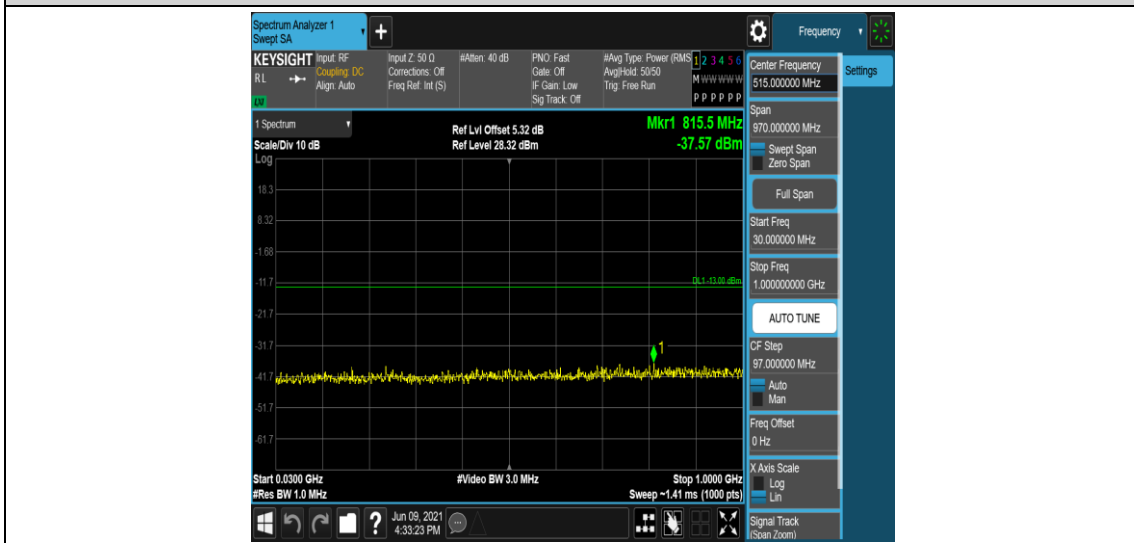 Spectrum Analyzer 1
Swept SA
+
Frequency
KEYSIGHT
RL
LXI
Input: RF
Coupling: DC
Align: Auto
Input Z: 50 Ω
Corrections: Off
Freq Ref: Int (S)
#Atten: 40 dB
PNO: Fast
Gate: Off
IF Gain: Low
Sig Track: Off
#Avg Type: Power (RMS
Avg|Hold: 50/50
Trig: Free Run
1 2 3 4 5 6
M W W W W W
P P P P P P
1 Spectrum
Scale/Div 10 dB
Log
Ref Lvl Offset 5.32 dB
Ref Level 28.32 dBm
Mkr1 815.5 MHz
-37.57 dBm
18.3
8.32
-1.68
-11.7
DL1 -13.00 dBm
-21.7
-31.7
1
-41.7
-51.7
-61.7
Start 0.0300 GHz
#Res BW 1.0 MHz
#Video BW 3.0 MHz
Stop 1.0000 GHz
Sweep ~1.41 ms (1000 pts)
Center Frequency
515.000000 MHz
Settings
Span
970.000000 MHz
Swept Span
Zero Span
Full Span
Start Freq
30.000000 MHz
Stop Freq
1.000000000 GHz
AUTO TUNE
CF Step
97.000000 MHz
Auto
Man
Freq Offset
0 Hz
X Axis Scale
Log
Lin
Signal Track
(Span Zoom)
?
Jun 09, 2021
4:33:23 PM